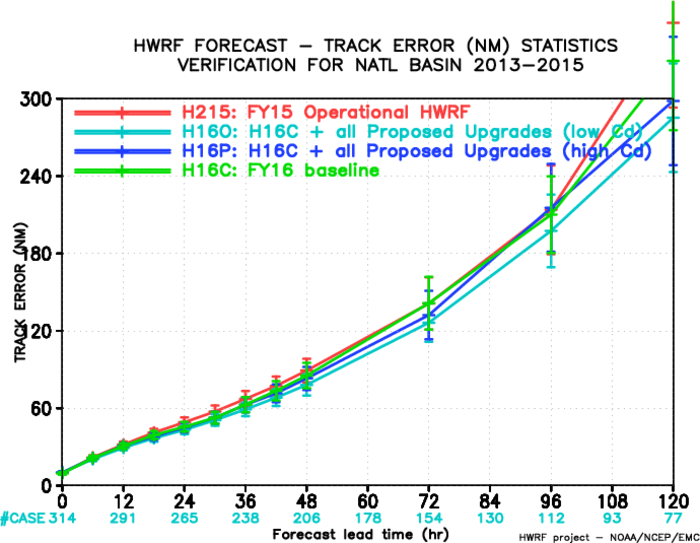 HWRF FORECAST – TRACK ERROR (NM) STATISTICS
VERIFICATION FOR NATL BASIN 2013–2015
H215: FY15 Operational HWRF
H16O: H16C + all Proposed Upgrades (low Cd)
H16P: H16C + all Proposed Upgrades (high Cd)
H16C: FY16 baseline
TRACK ERROR (NM)
300
240
180
120
60
0
0 12 24 36 48 60 72 84 96 108 120
#CASE 314 291 265 238 206 178 154 130 112 93 77
Forecast lead time (hr)
HWRF project – NOAA/NCEP/EMC